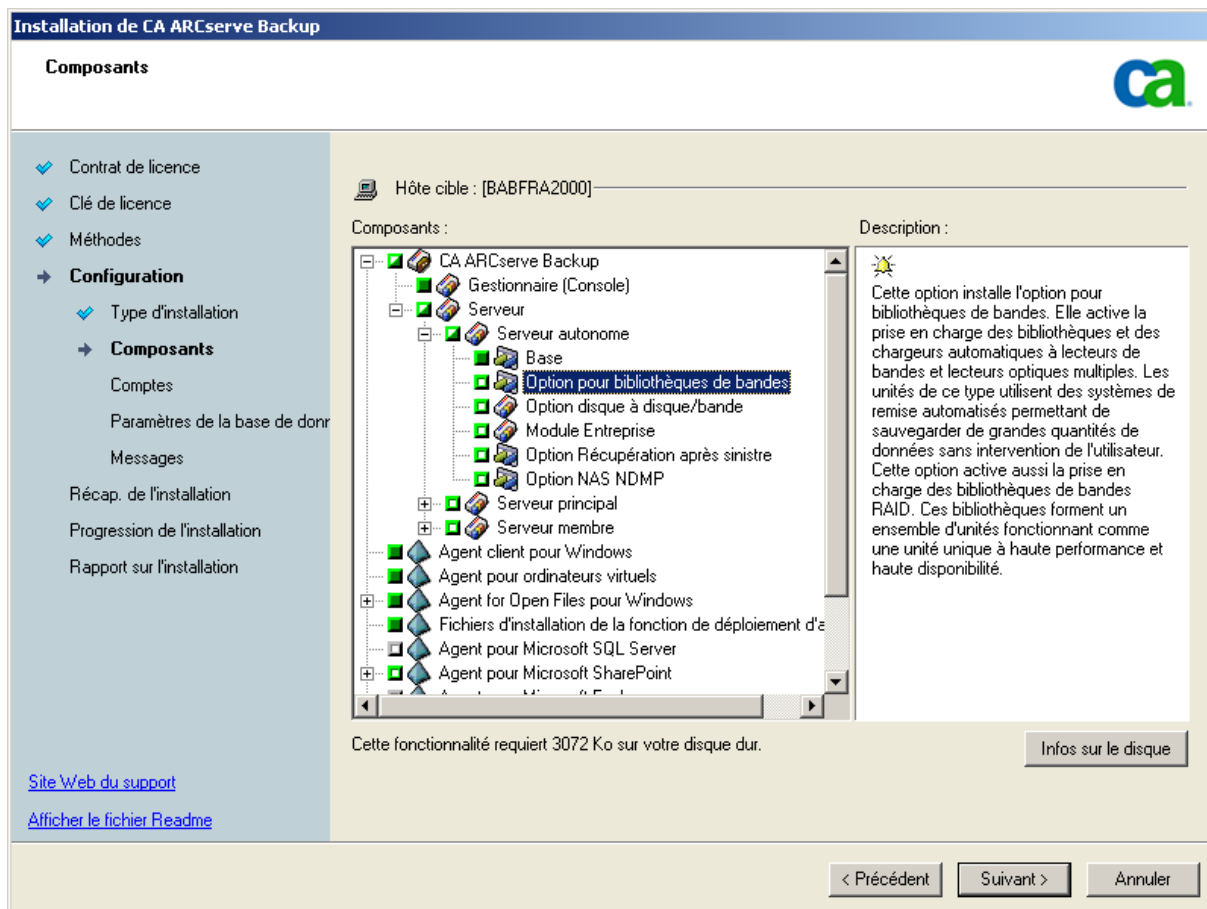 Installation de CA ARCserve Backup
Composants
ca
Contrat de licence
Clé de licence
Méthodes
Configuration
Type d'installation
Composants
Comptes
Paramètres de la base de donr
Messages
Récap. de l'installation
Progression de l'installation
Rapport sur l'installation
Site Web du support
Afficher le fichier Readme
Hôte cible : [BABFRA2000]
Composants :
CA ARCserve Backup
Gestionnaire (Console)
Serveur
Serveur autonome
Base
Option pour bibliothèques de bandes
Option disque à disque/bande
Module Entreprise
Option Récupération après sinistre
Option NAS NDMP
Serveur principal
Serveur membre
Agent client pour Windows
Agent pour ordinateurs virtuels
Agent for Open Files pour Windows
Fichiers d'installation de la fonction de déploiement d'a
Agent pour Microsoft SQL Server
Agent pour Microsoft SharePoint
Description :
Cette option installe l'option pour
bibliothèques de bandes. Elle active la
prise en charge des bibliothèques et des
chargeurs automatiques à lecteurs de
bandes et lecteurs optiques multiples. Les
unités de ce type utilisent des systèmes de
remise automatisés permettant de
sauvegarder de grandes quantités de
données sans intervention de l'utilisateur.
Cette option active aussi la prise en
charge des bibliothèques de bandes
RAID. Ces bibliothèques forment un
ensemble d'unités fonctionnant comme
une unité unique à haute performance et
haute disponibilité.
Cette fonctionnalité requiert 3072 Ko sur votre disque dur.
Infos sur le disque
< Précédent
Suivant >
Annuler